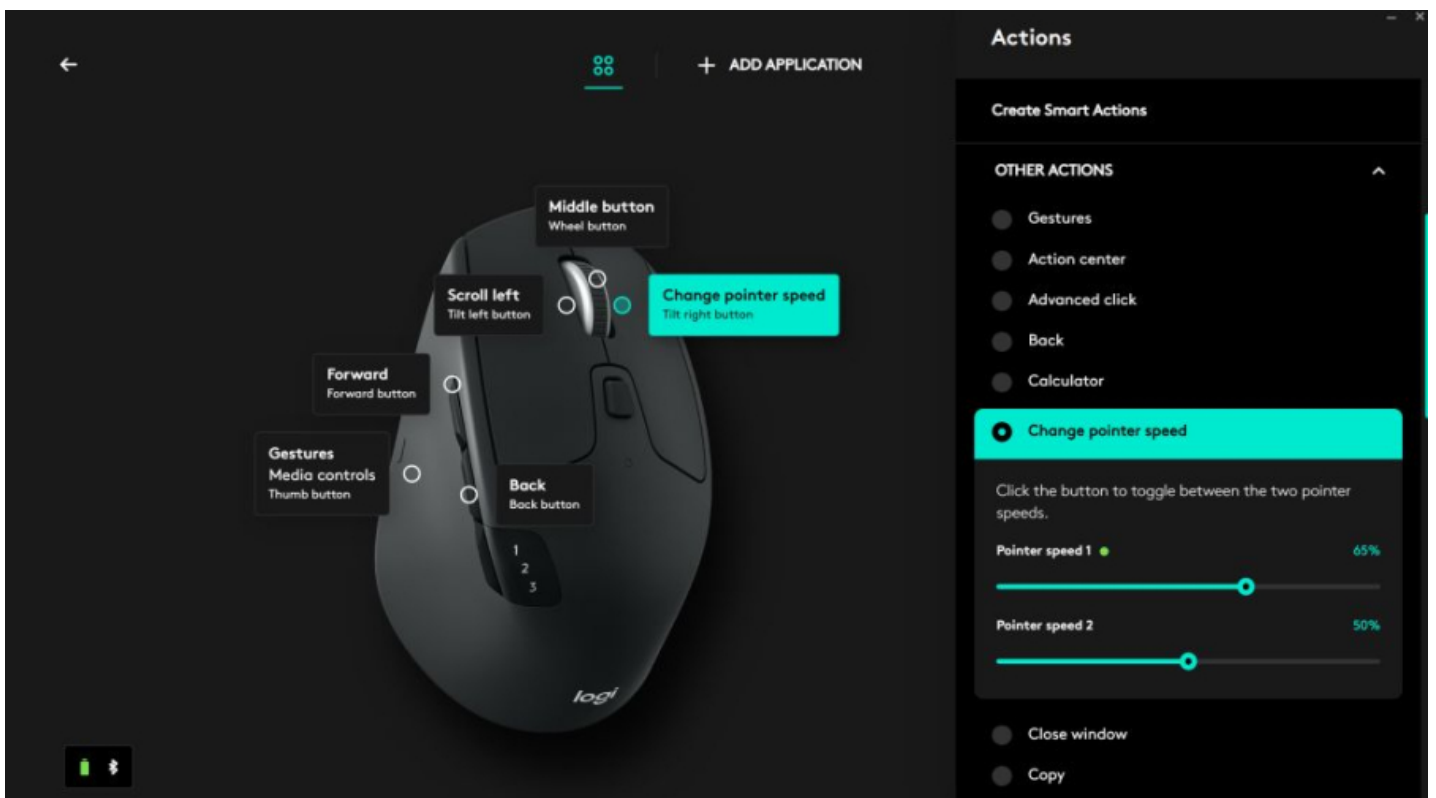 ADD APPLICATION
Middle button
Wheel button
Scroll left
Tilt left button
Change pointer speed
Tilt right button
Forward
Forward button
Gestures
Media controls
Thumb button
Back
Back button
1
2
3
logi
Actions
Create Smart Actions
OTHER ACTIONS
Gestures
Action center
Advanced click
Back
Calculator
Change pointer speed
Click the button to toggle between the two pointer
speeds.
Pointer speed 1
65%
Pointer speed 2
50%
Close window
Copy